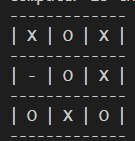 -------------
| X | O | X |
-------------
| - | O | X |
-------------
| O | X | O |
-------------